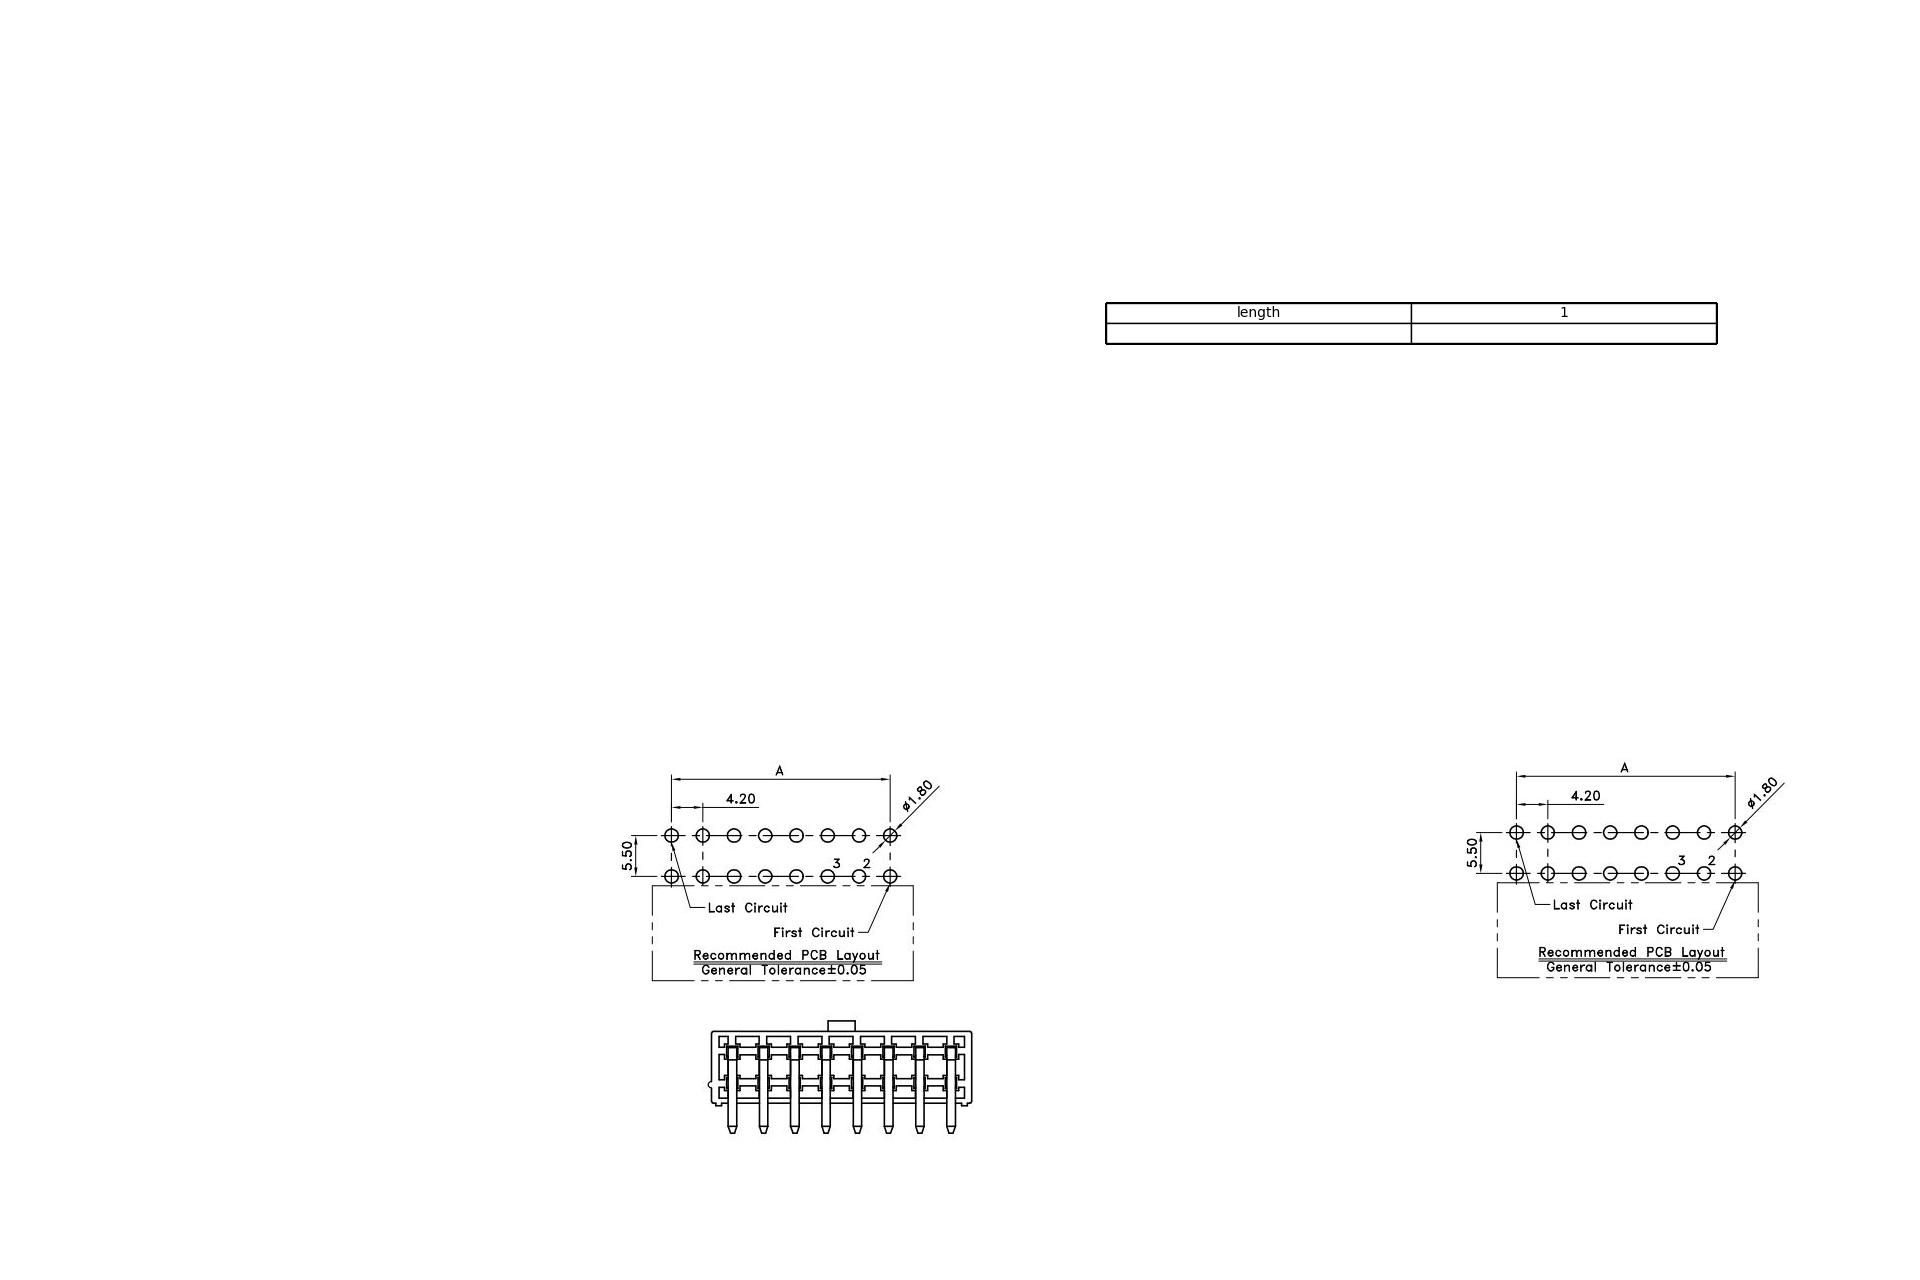 length 1
A
4.20
ø1.80
5.50
3 2
Last Circuit
First Circuit
Recommended PCB Layout
General Tolerance±0.05
A
4.20
ø1.80
5.50
3 2
Last Circuit
First Circuit
Recommended PCB Layout
General Tolerance±0.05